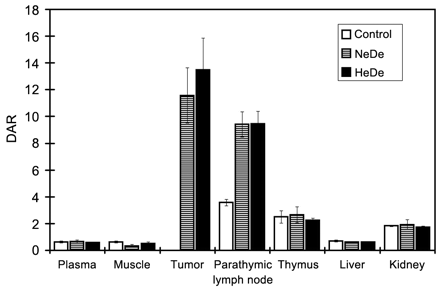 18
16
14
12
10
8
6
4
2
0
DAR
Control
NeDe
HeDe
Plasma
Muscle
Tumor
Parathymic
lymph node
Thymus
Liver
Kidney